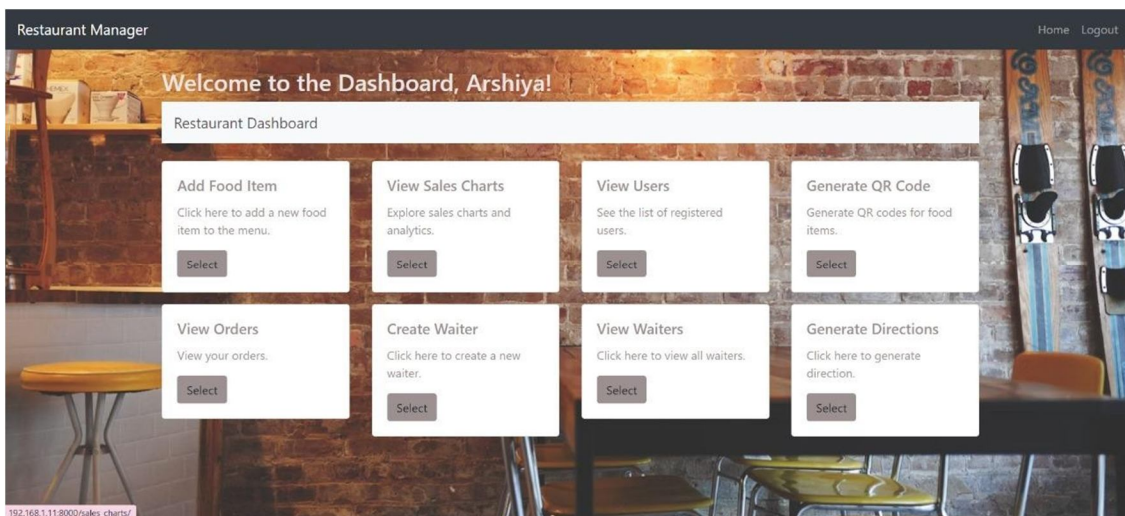 Restaurant Manager
Home Logout
Welcome to the Dashboard, Arshiya!
Restaurant Dashboard
Add Food Item
Click here to add a new food
item to the menu.
Select
View Sales Charts
Explore sales charts and
analytics.
Select
View Users
See the list of registered
users.
Select
Generate QR Code
Generate QR codes for food
items.
Select
View Orders
View your orders.
Select
Create Waiter
Click here to create a new
waiter.
Select
View Waiters
Click here to view all waiters.
Select
Generate Directions
Click here to generate
direction.
Select
192.168.1.11:8000/sales_charts/